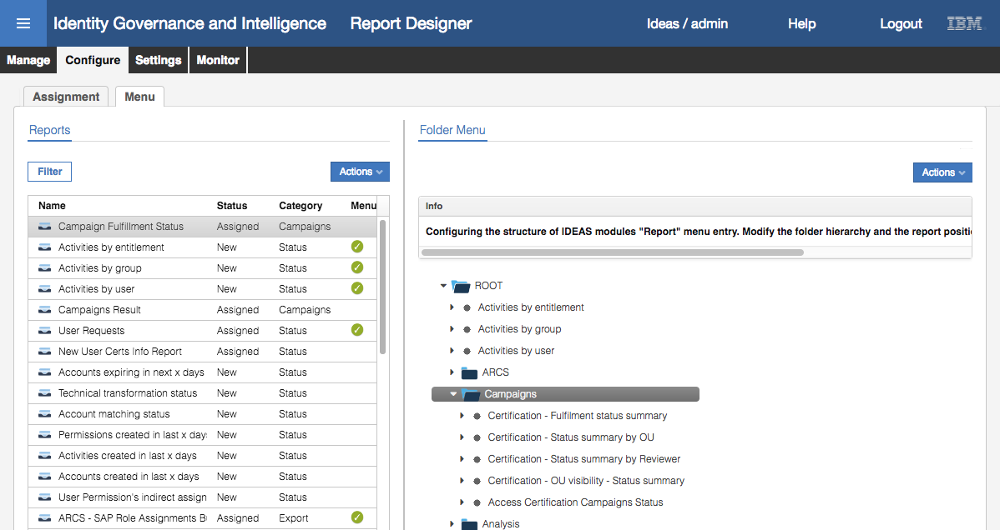 Identity Governance and Intelligence Report Designer Ideas / admin Help Logout IBM
Manage Configure Settings Monitor
Assignment Menu
Reports
Filter Actions
Name Status Category Menu
Campaign Fulfillment Status Assigned Campaigns
Activities by entitlement New Status
Activities by group New Status
Activities by user New Status
Campaigns Result Assigned Campaigns
User Requests Assigned Status
New User Certs Info Report Assigned Status
Accounts expiring in next x days New Status
Technical transformation status New Status
Account matching status New Status
Permissions created in last x day New Status
Activities created in last x days New Status
Accounts created in last x days New Status
User Permission's indirect assign New Status
ARCS - SAP Role Assignments Assigned Export
Folder Menu
Actions
Info
Configuring the structure of IDEAS modules "Report" menu entry. Modify the folder hierarchy and the report positi
ROOT
Activities by entitlement
Activities by group
Activities by user
ARCS
Campaigns
Certification - Fulfilment status summary
Certification - Status summary by OU
Certification - Status summary by Reviewer
Certification - OU visibility - Status summary
Access Certification Campaigns Status
Analysis